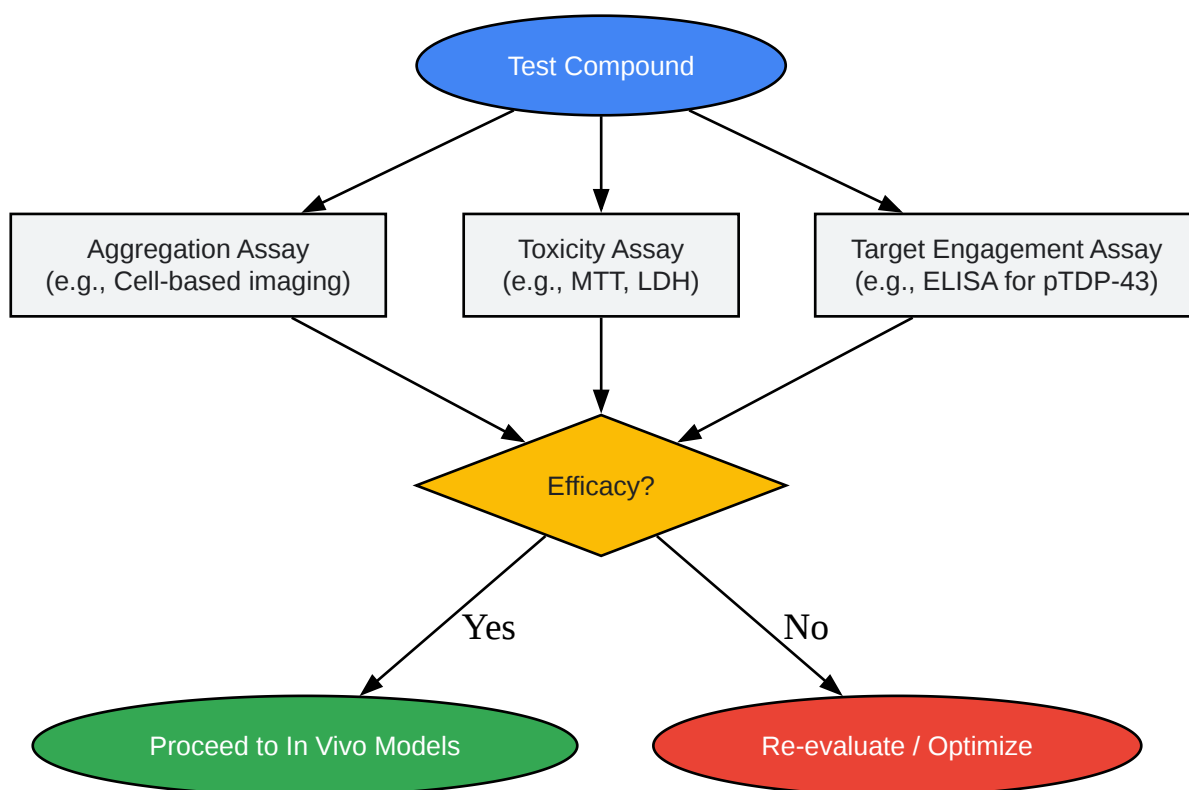 Test Compound
Aggregation Assay
(e.g., Cell-based imaging)
Toxicity Assay
(e.g., MTT, LDH)
Target Engagement Assay
(e.g., ELISA for pTDP-43)
Efficacy?
Yes
No
Proceed to In Vivo Models
Re-evaluate / Optimize